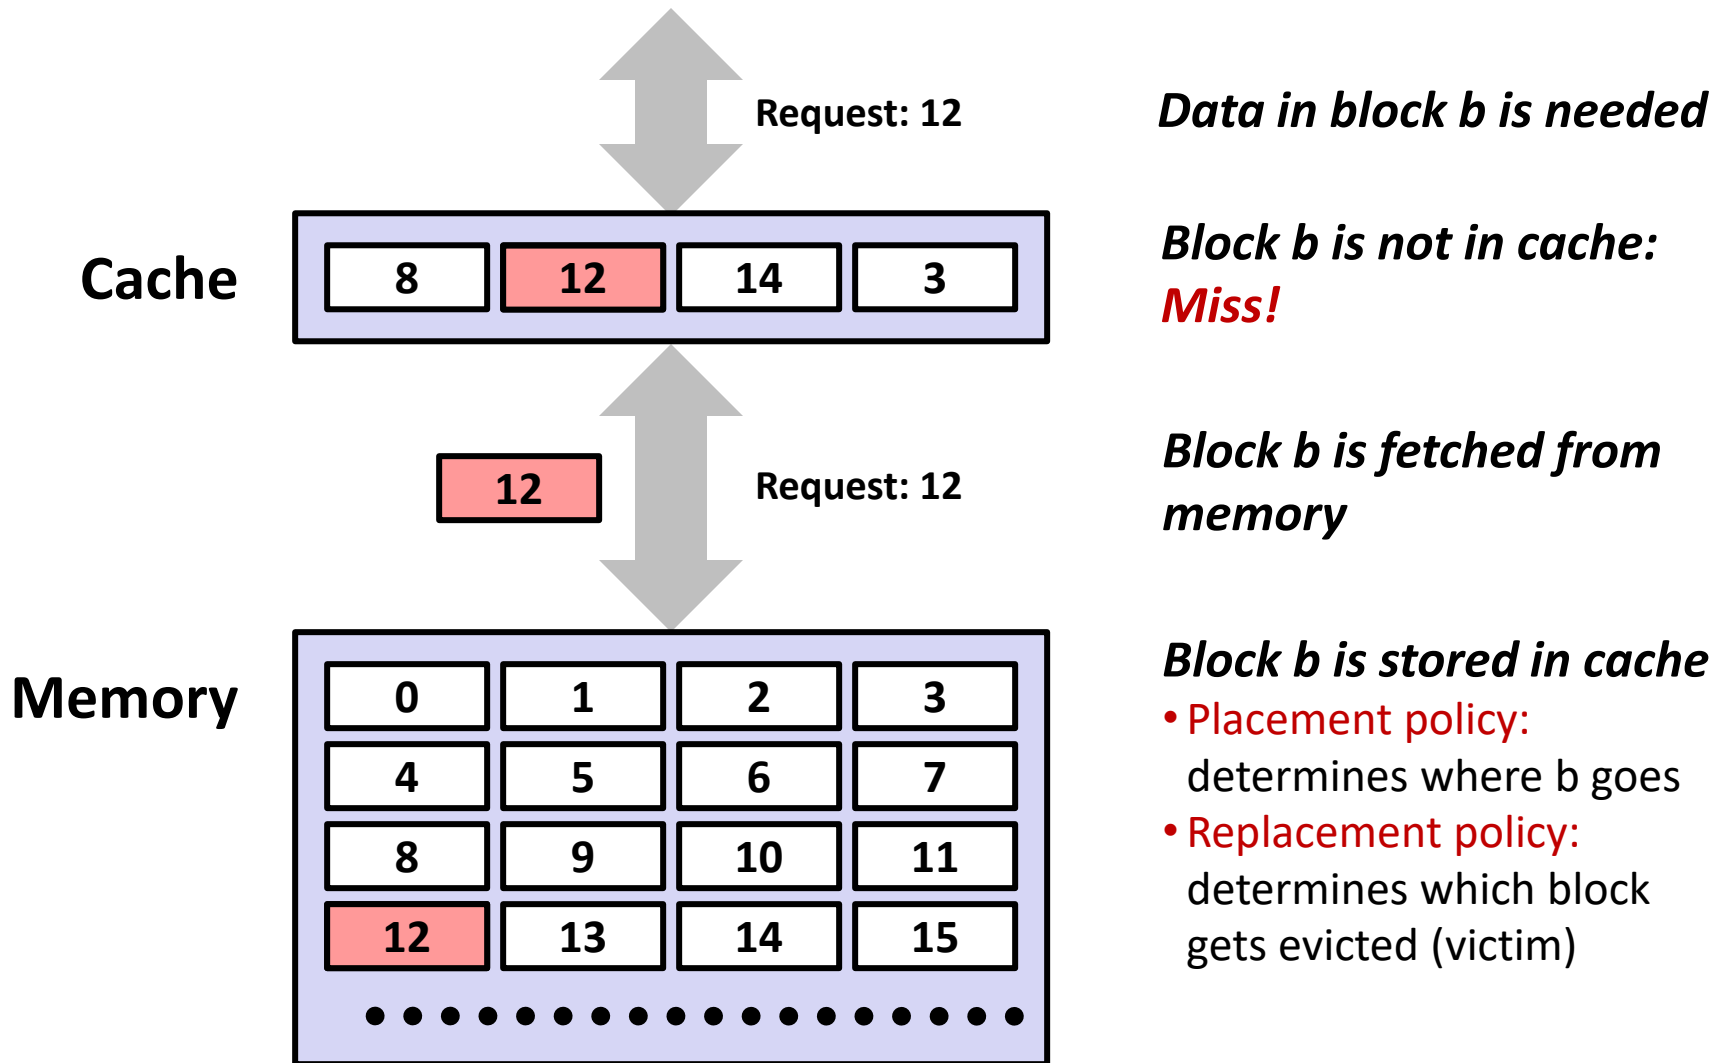 Request: 12
Data in block b is needed
Cache
8 12 14 3
Block b is not in cache:
Miss!
12
Request: 12
Block b is fetched from
memory
Memory
0 1 2 3
4 5 6 7
8 9 10 11
12 13 14 15
Block b is stored in cache
• Placement policy:
determines where b goes
• Replacement policy:
determines which block
gets evicted (victim)